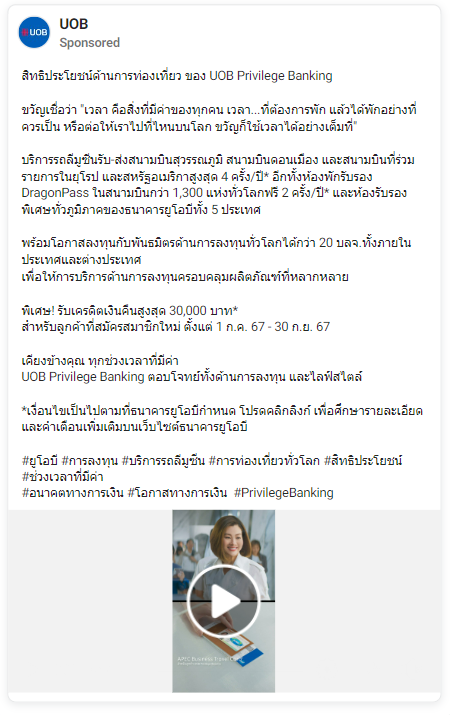 UOB
UOB
Sponsored
สิทธิประโยชน์ด้านการท่องเที่ยว ของ UOB Privilege Banking
ขวัญเชื่อว่า "เวลา คือสิ่งที่มีค่าของทุกคน เวลา...ที่ต้องการพัก แล้วได้พักอย่างที่
ควรเป็น หรือต่อให้เราไปที่ไหนบนโลก ขวัญก็ใช้เวลาได้อย่างเต็มที่"
บริการรถลีมูซีนรับ-ส่งสนามบินสุวรรณภูมิ สนามบินดอนเมือง และสนามบินที่ร่วม
รายการในยุโรป และสหรัฐอเมริกาสูงสุด 4 ครั้ง/ปี* อีกทั้งห้องพักรับรอง
DragonPass ในสนามบินกว่า 1,300 แห่งทั่วโลกฟรี 2 ครั้ง/ปี* และห้องรับรอง
พิเศษทั่วภูมิภาคของธนาคารยูโอบีทั้ง 5 ประเทศ
พร้อมโอกาสลงทุนกับพันธมิตรด้านการลงทุนทั่วโลกได้กว่า 20 บลจ.ทั้งภายใน
ประเทศและต่างประเทศ
เพื่อให้การบริการด้านการลงทุนครอบคลุมผลิตภัณฑ์ที่หลากหลาย
พิเศษ! รับเครดิตเงินคืนสูงสุด 30,000 บาท*
สำหรับลูกค้าที่สมัครสมาชิกใหม่ ตั้งแต่ 1 ก.ค. 67 - 30 ก.ย. 67
เคียงข้างคุณ ทุกช่วงเวลาที่มีค่า
UOB Privilege Banking ตอบโจทย์ทั้งด้านการลงทุน และไลฟ์สไตล์
*เงื่อนไขเป็นไปตามที่ธนาคารยูโอบีกำหนด โปรดคลิกลิงก์ เพื่อศึกษารายละเอียด
และคำเตือนเพิ่มเติมบนเว็บไซต์ธนาคารยูโอบี
#ยูโอบี #การลงทุน #บริการรถลีมูซีน #การท่องเที่ยวทั่วโลก #สิทธิประโยชน์
#ช่วงเวลาที่มีค่า
#อนาคตทางการเงิน #โอกาสทางการเงิน #PrivilegeBanking